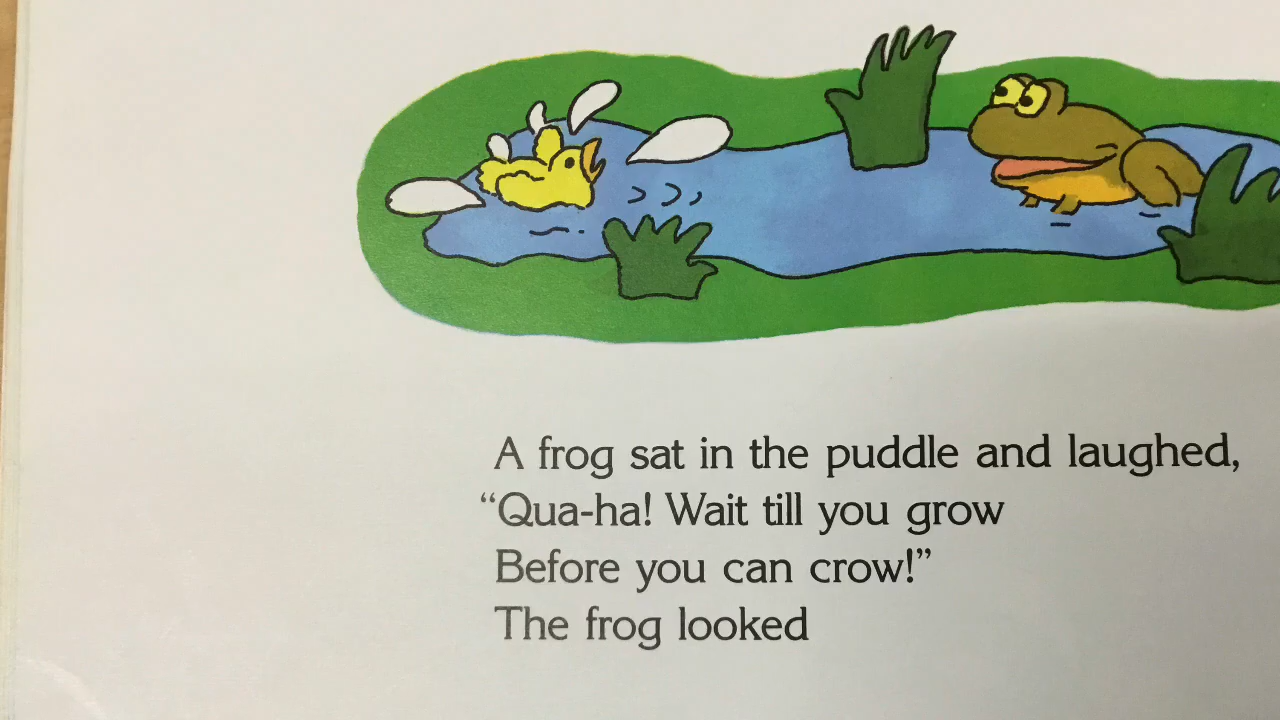 A frog sat in the puddle and laughed,
“Qua-ha! Wait till you grow
Before you can crow!”
The frog looked